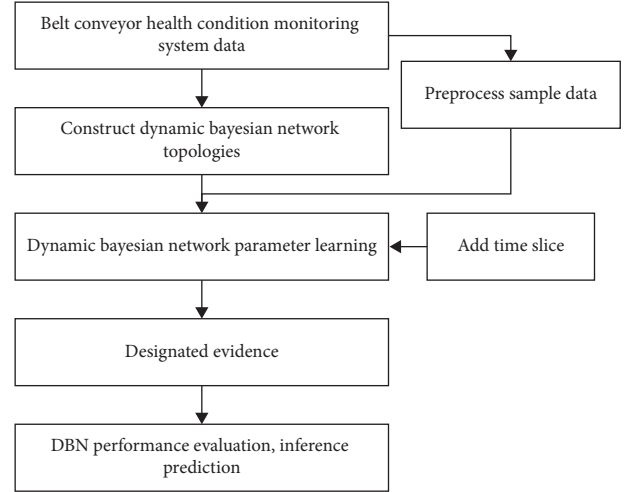 Belt conveyor health condition monitoring
system data
Preprocess sample data
Construct dynamic bayesian network
topologies
Dynamic bayesian network parameter learning
Add time slice
Designated evidence
DBN performance evaluation, inference
prediction